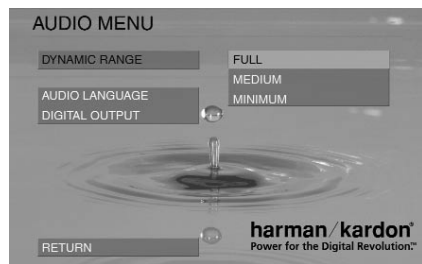 AUDIO MENU
DYNAMIC RANGE
FULL
MEDIUM
MINIMUM
AUDIO LANGUAGE
DIGITAL OUTPUT
RETURN
harman/kardon®
Power for the Digital Revolution.™